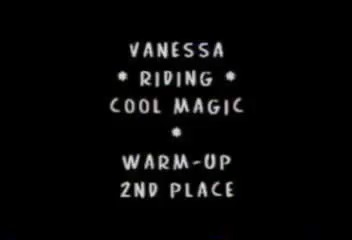 VANESSA
* RIDING *
COOL MAGIC
*
WARM-UP
2ND PLACE